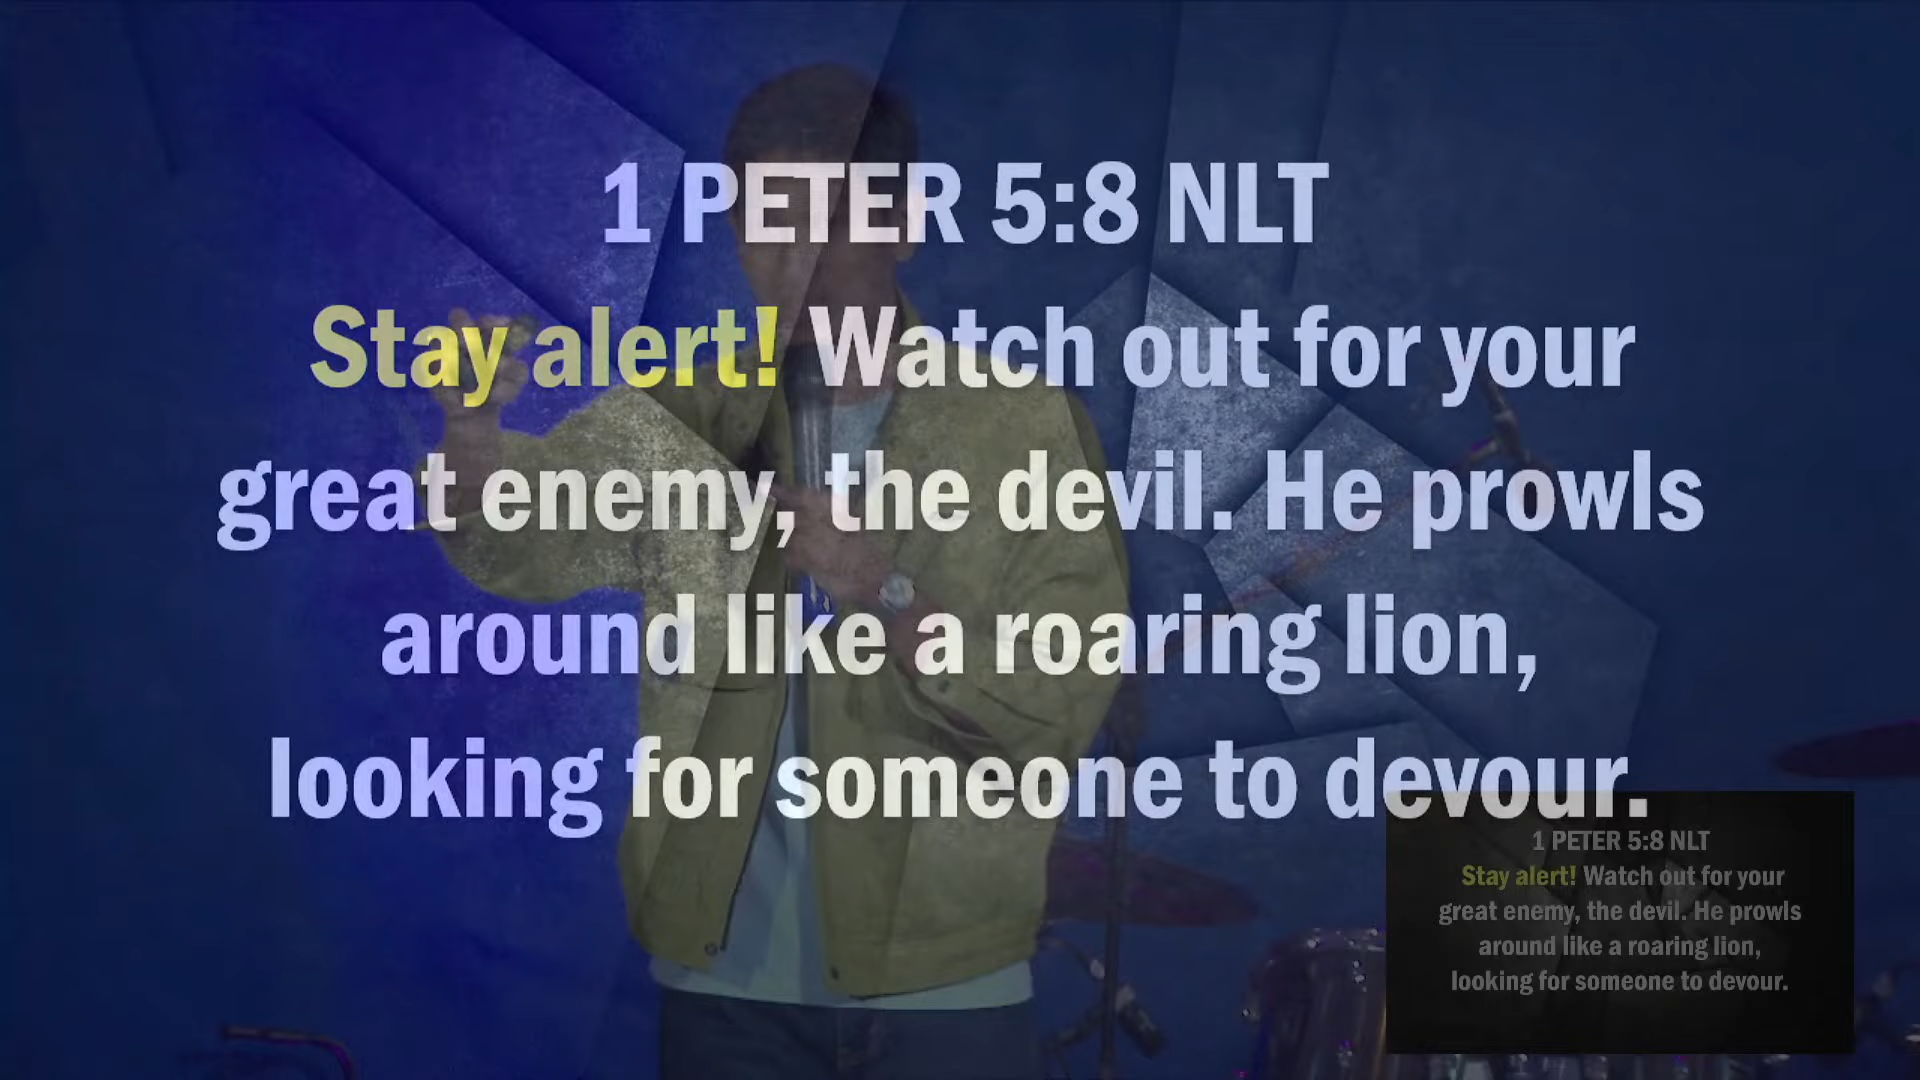 1 PETER 5:8 NLT
Stay alert! Watch out for your
great enemy, the devil. He prowls
around like a roaring lion,
looking for someone to devour.
1 PETER 5:8 NLT
Stay alert! Watch out for your
great enemy, the devil. He prowls
around like a roaring lion,
looking for someone to devour.